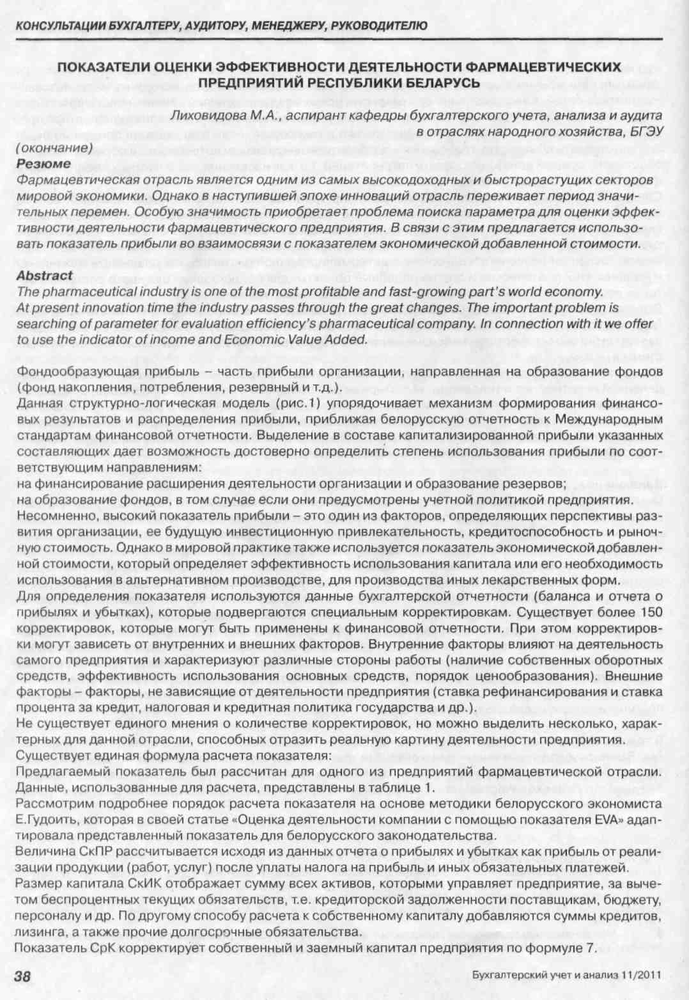 КОНСУЛЬТАЦИИ БУХГАЛТЕРУ, АУДИТОРУ, МЕНЕДЖЕРУ, РУКОВОДИТЕЛЮ
ПОКАЗАТЕЛИ ОЦЕНКИ ЭФФЕКТИВНОСТИ ДЕЯТЕЛЬНОСТИ ФАРМАЦЕВТИЧЕСКИХ
ПРЕДПРИЯТИЙ РЕСПУБЛИКИ БЕЛАРУСЬ
Лиховидова М.А., аспирант кафедры бухгалтерского учета, анализа и аудита
в отраслях народного хозяйства, БГЭУ
(окончание)
Резюме
Фармацевтическая отрасль является одним из самых высокодоходных и быстрорастущих секторов
мировой экономики. Однако в наступившей эпохе инноваций отрасль переживает период значи-
тельных перемен. Особую значимость приобретает проблема поиска параметра для оценки эффек-
тивности деятельности фармацевтического предприятия. В связи с этим предлагается использо-
вать показатель прибыли во взаимосвязи с показателем экономической добавленной стоимости.
Abstract
The pharmaceutical industry is one of the most profitable and fast-growing part's world economy.
At present innovation time the industry passes through the great changes. The important problem is
searching of parameter for evaluation efficiency's pharmaceutical company. In connection with it we offer
to use the indicator of income and Economic Value Added.
Фондообразующая прибыль – часть прибыли организации, направленная на образование фондов
(фонд накопления, потребления, резервный и т.д.).
Данная структурно-логическая модель (рис.1) упорядочивает механизм формирования финансо-
вых результатов и распределения прибыли, приближая белорусскую отчетность к Международным
стандартам финансовой отчетности. Выделение в составе капитализированной прибыли указанных
составляющих дает возможность достоверно определить степень использования прибыли по соот-
ветствующим направлениям:
на финансирование расширения деятельности организации и образование резервов;
на образование фондов, в том случае если они предусмотрены учетной политикой предприятия.
Несомненно, высокий показатель прибыли – это один из факторов, определяющих перспективы раз-
вития организации, ее будущую инвестиционную привлекательность, кредитоспособность и рыноч-
ную стоимость. Однако в мировой практике также используется показатель экономической добавлен-
ной стоимости, который определяет эффективность использования капитала или его необходимость
использования в альтернативном производстве, для производства иных лекарственных форм.
Для определения показателя используются данные бухгалтерской отчетности (баланса и отчета о
прибылях и убытках), которые подвергаются специальным корректировкам. Существует более 150
корректировок, которые могут быть применены к финансовой отчетности. При этом корректиров-
ки могут зависеть от внутренних и внешних факторов. Внутренние факторы влияют на деятельность
самого предприятия и характеризуют различные стороны работы (наличие собственных оборотных
средств, эффективность использования основных средств, порядок ценообразования). Внешние
факторы – факторы, не зависящие от деятельности предприятия (ставка рефинансирования и ставка
процента за кредит, налоговая и кредитная политика государства и др.).
Не существует единого мнения о количестве корректировок, но можно выделить несколько, харак-
терных для данной отрасли, способных отразить реальную картину деятельности предприятия.
Существует единая формула расчета показателя:
Предлагаемый показатель был рассчитан для одного из предприятий фармацевтической отрасли.
Данные, использованные для расчета, представлены в таблице 1.
Рассмотрим подробнее порядок расчета показателя на основе методики белорусского экономиста
Е.Гудоить, которая в своей статье «Оценка деятельности компании с помощью показателя EVA» адап-
тировала представленный показатель для белорусского законодательства.
Величина СкПР рассчитывается исходя из данных отчета о прибылях и убытках как прибыль от реали-
зации продукции (работ, услуг) после уплаты налога на прибыль и иных обязательных платежей.
Размер капитала СкИК отображает сумму всех активов, которыми управляет предприятие, за выче-
том беспроцентных текущих обязательств, т.е. кредиторской задолженности поставщикам, бюджету,
персоналу и др. По другому способу расчета к собственному капиталу добавляются суммы кредитов,
лизинга, а также прочие долгосрочные обязательства.
Показатель СрК корректирует собственный и заемный капитал предприятия по формуле 7.
38
Бухгалтерский учет и анализ 11/2011